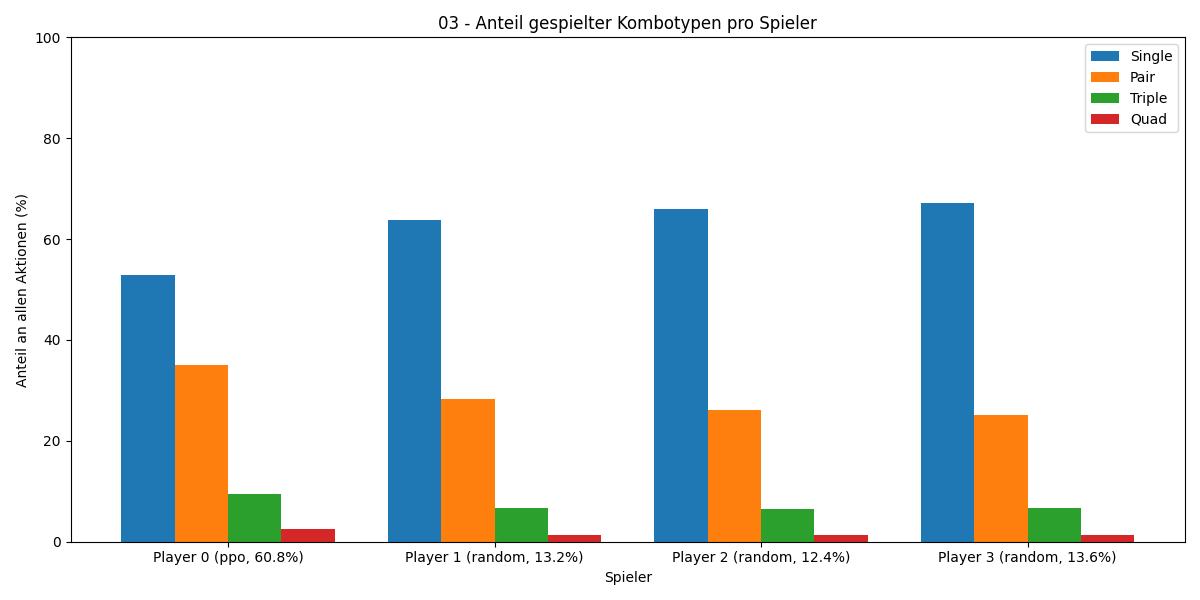 03 - Anteil gespielter Kombotypen pro Spieler
Single
Pair
Triple
Quad
Anteil an allen Aktionen (%)
100
80
60
40
20
0
Player 0 (ppo, 60.8%)
Player 1 (random, 13.2%)
Player 2 (random, 12.4%)
Player 3 (random, 13.6%)
Spieler